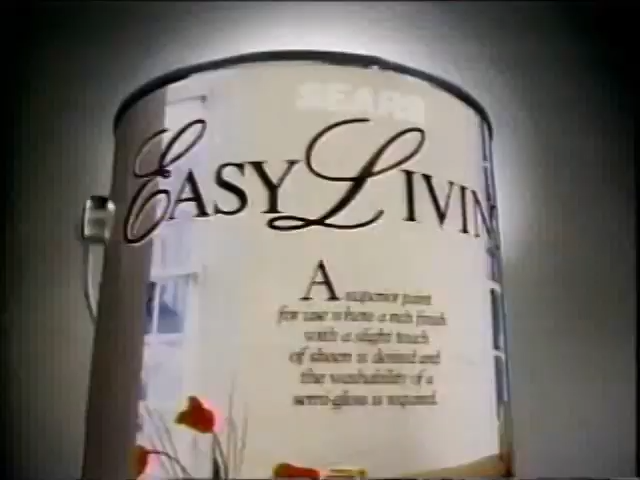 SEARS
EASY LIVIN
A superior paint
for use where a rich finish
with a slight touch
of sheen is desired and
the washability of a
semi-gloss is required.